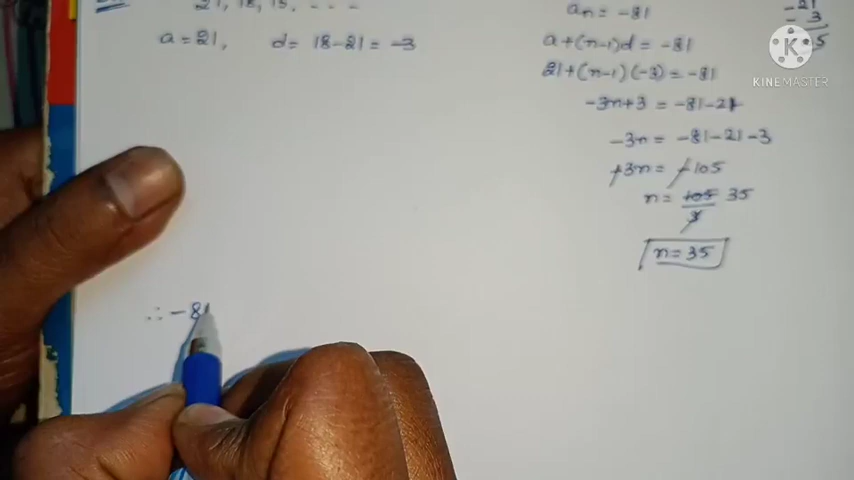 21, 18, 15, - - - -
a = 21, d = 18-21 = -3
∴ -81
an = -81
a+(n-1)d = -81
21+(n-1)(-3) = -81
-3n+3 = -81-21
-3n = -81-21-3
+3n = -105
n = 105/3 35
n = 35
-21
-3
K
KINEMASTER